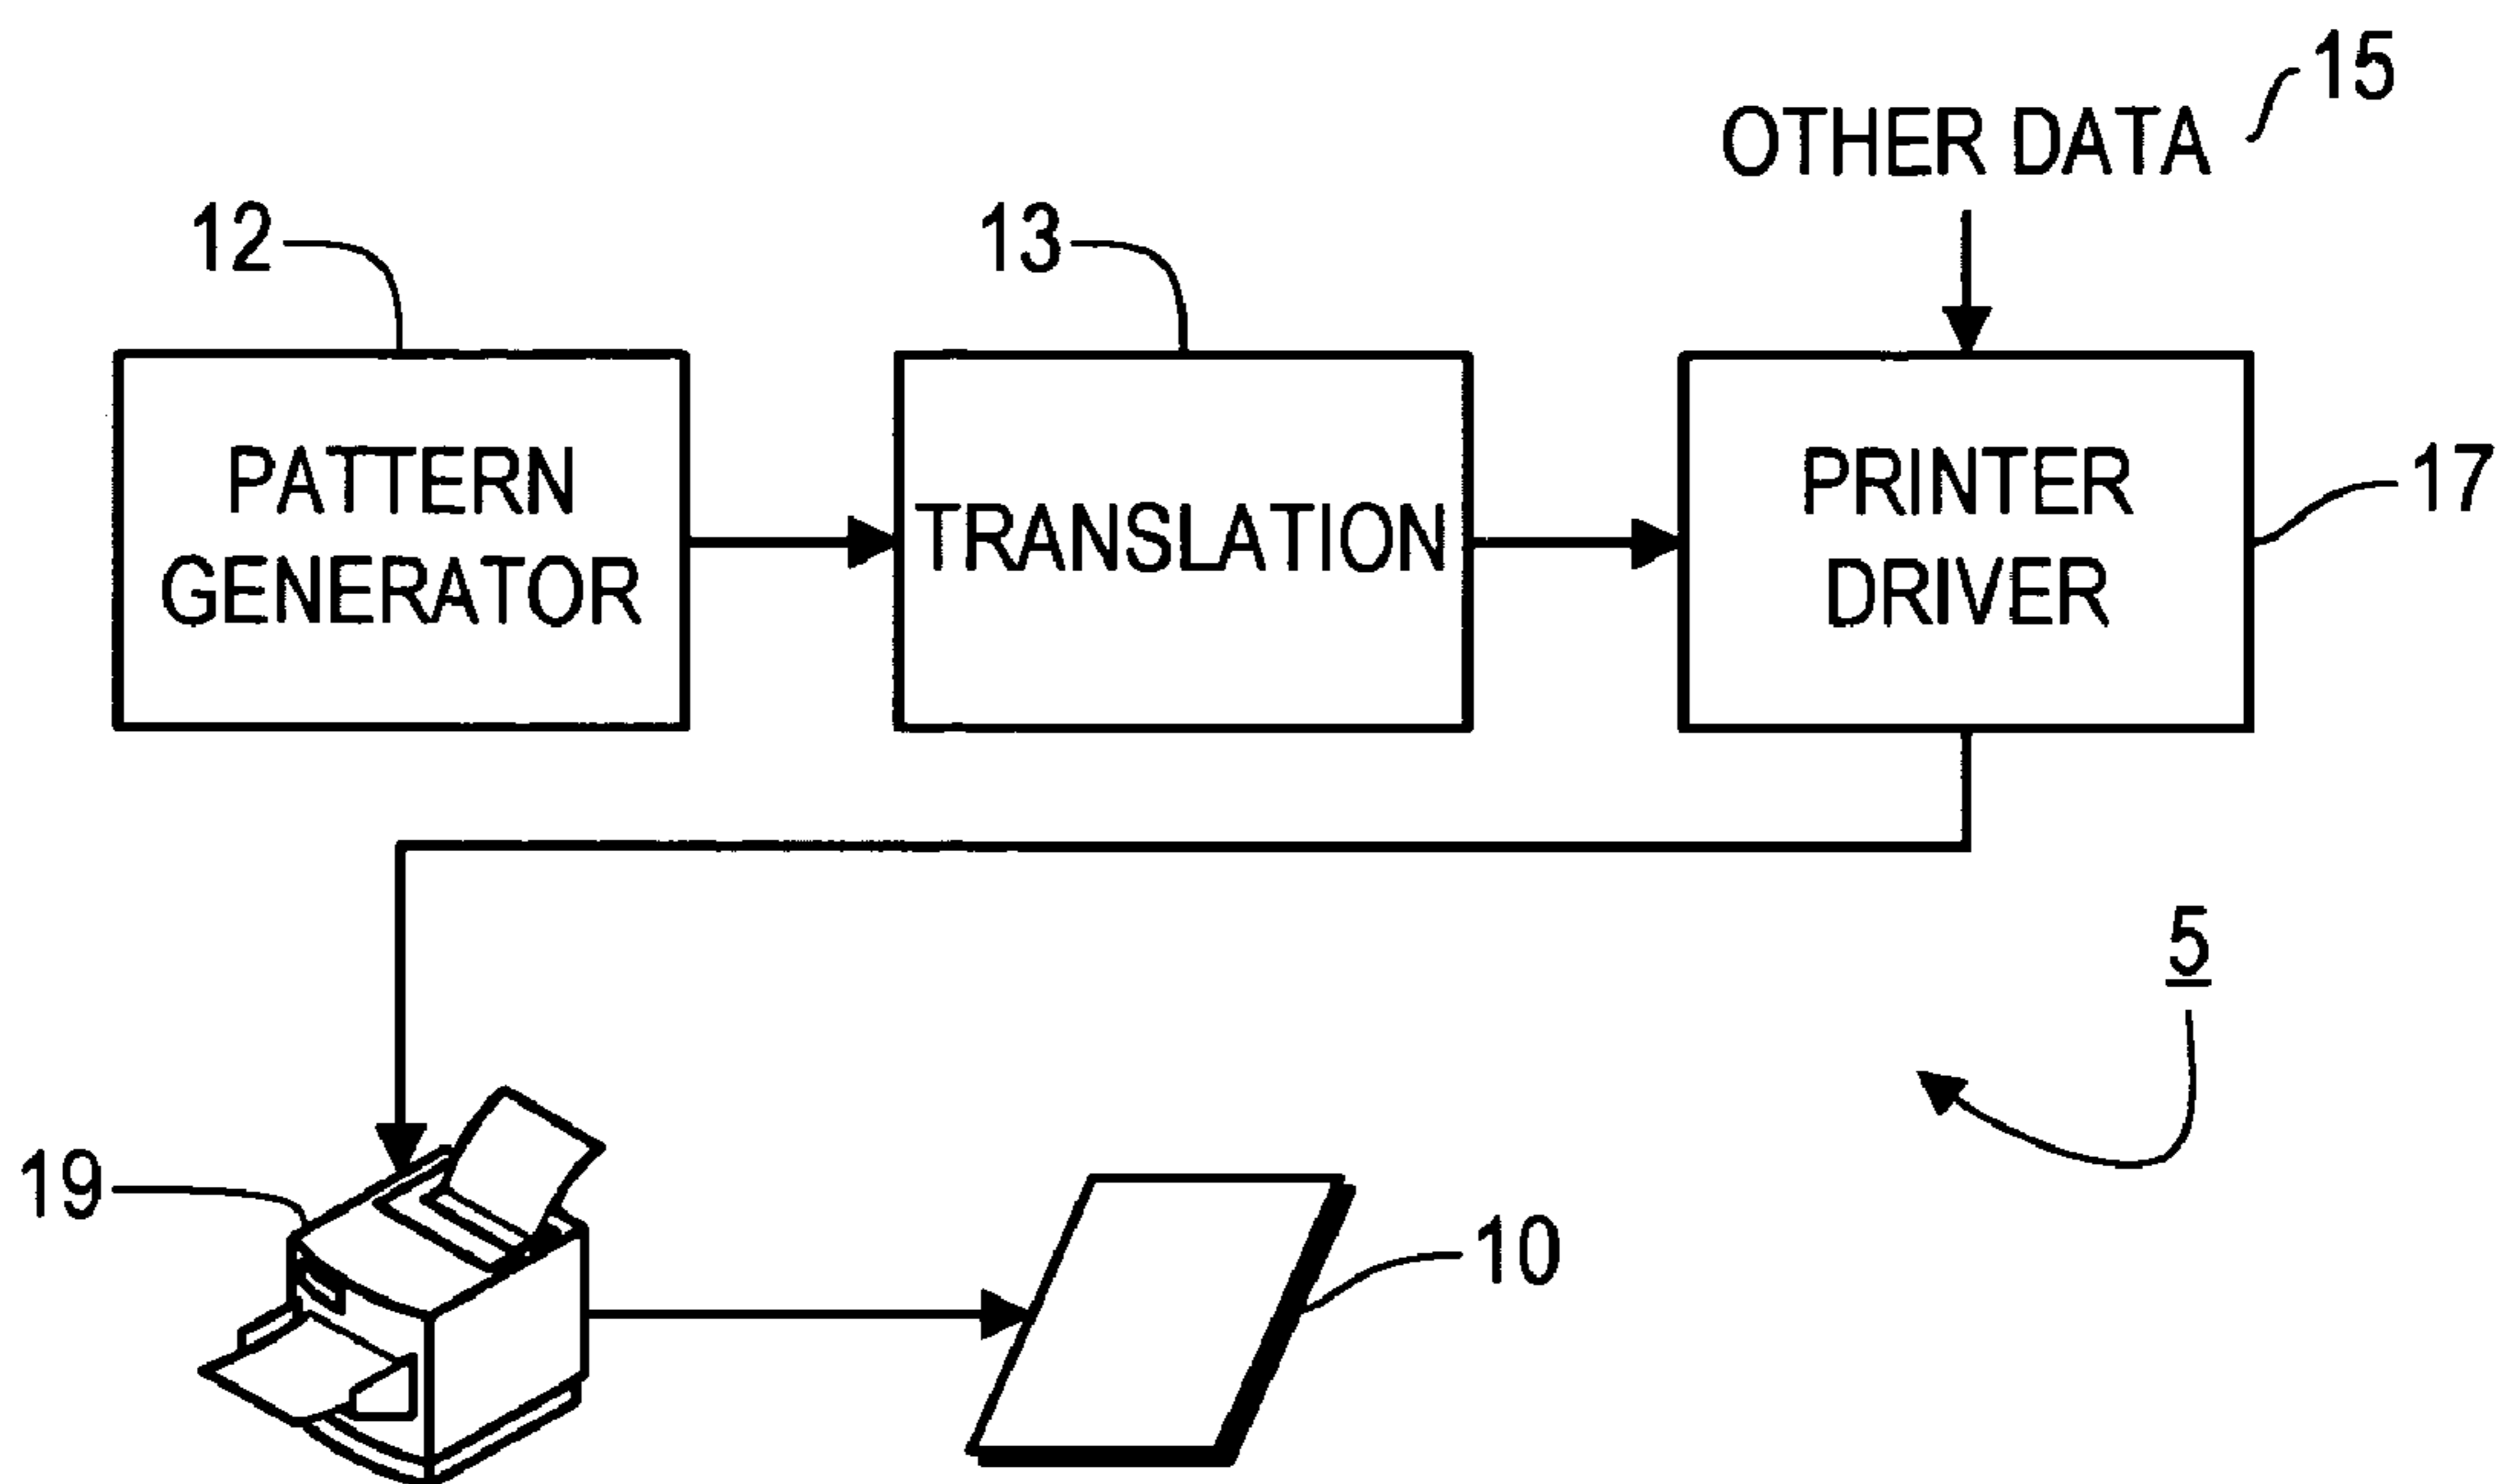 15
OTHER DATA
12
13
PATTERN
GENERATOR
TRANSLATION
PRINTER
DRIVER
17
5
19
10